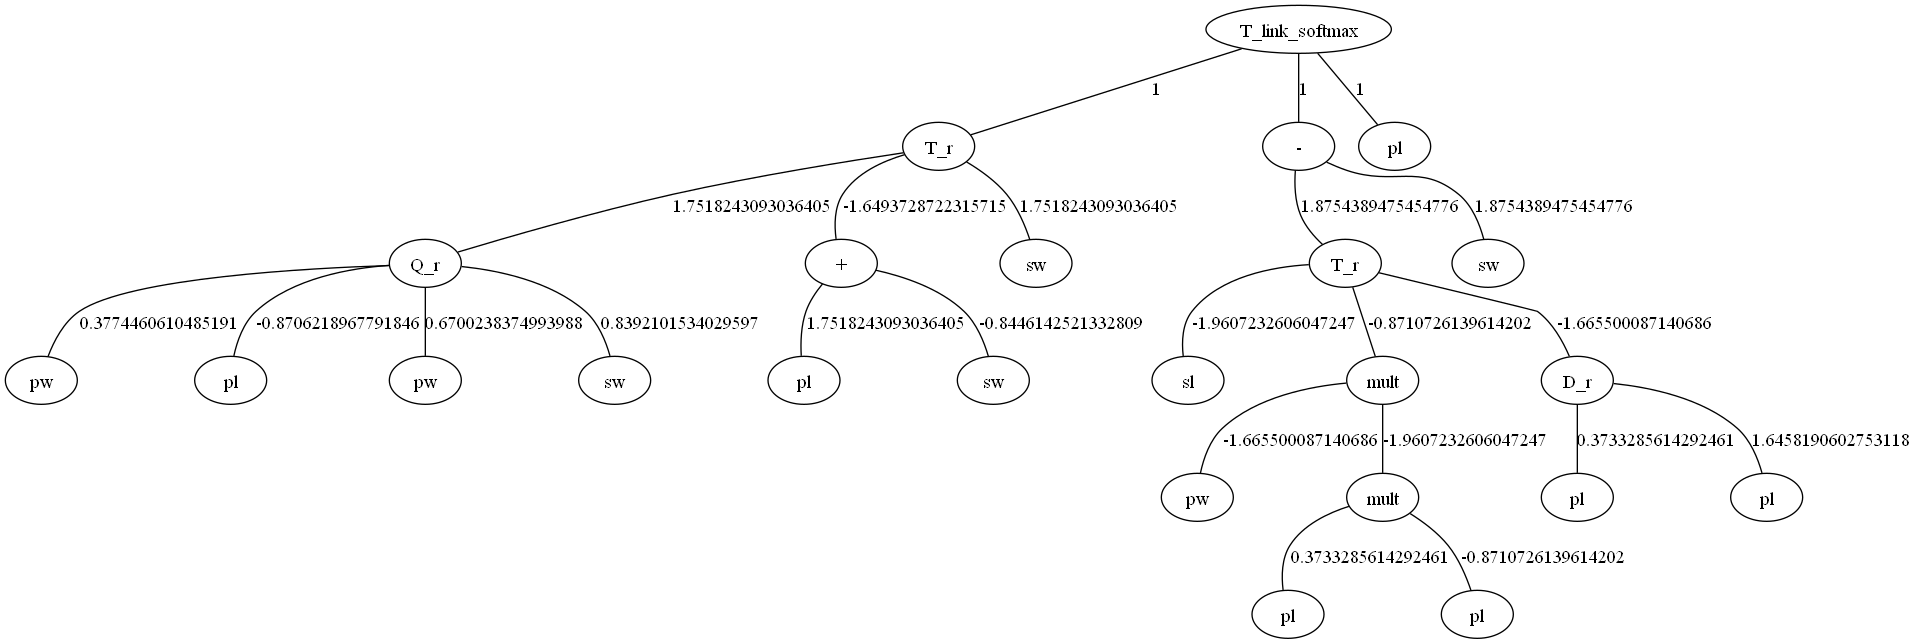 T_link_softmax
1 1 1
T_r - pl
1.7518243093036405 -1.6493728722315715 1.7518243093036405 1.8754389475454776 1.8754389475454776
Q_r + sw T_r sw
0.3774460610485191 -0.8706218967791846 0.6700238374993988 0.8392101534029597 1.7518243093036405 -0.8446142521332809 -1.9607232606047247 -0.8710726139614202 -1.665500087140686
pw pl pw sw pl sw sl mult D_r
-1.665500087140686 -1.9607232606047247 0.3733285614292461 1.6458190602753118
pw mult pl pl
0.3733285614292461 -0.8710726139614202
pl pl